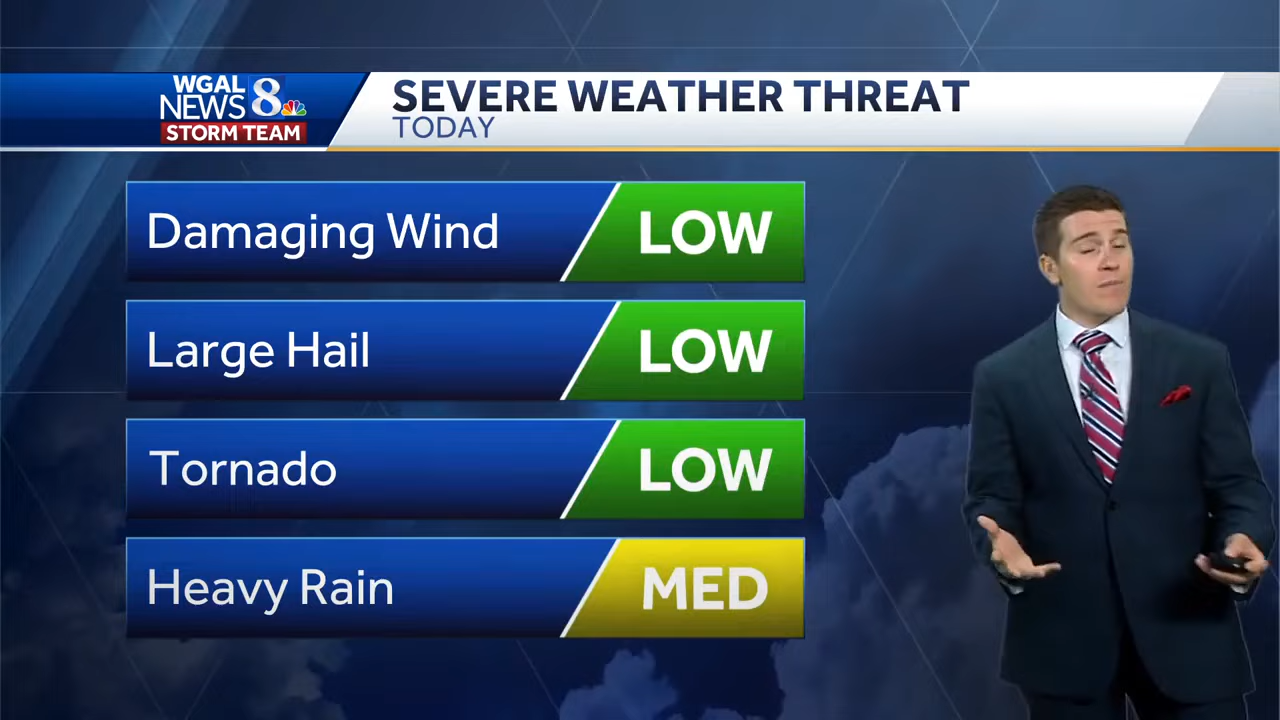 WGAL
NEWS 8
STORM TEAM
SEVERE WEATHER THREAT
TODAY
Damaging Wind LOW
Large Hail LOW
Tornado LOW
Heavy Rain MED